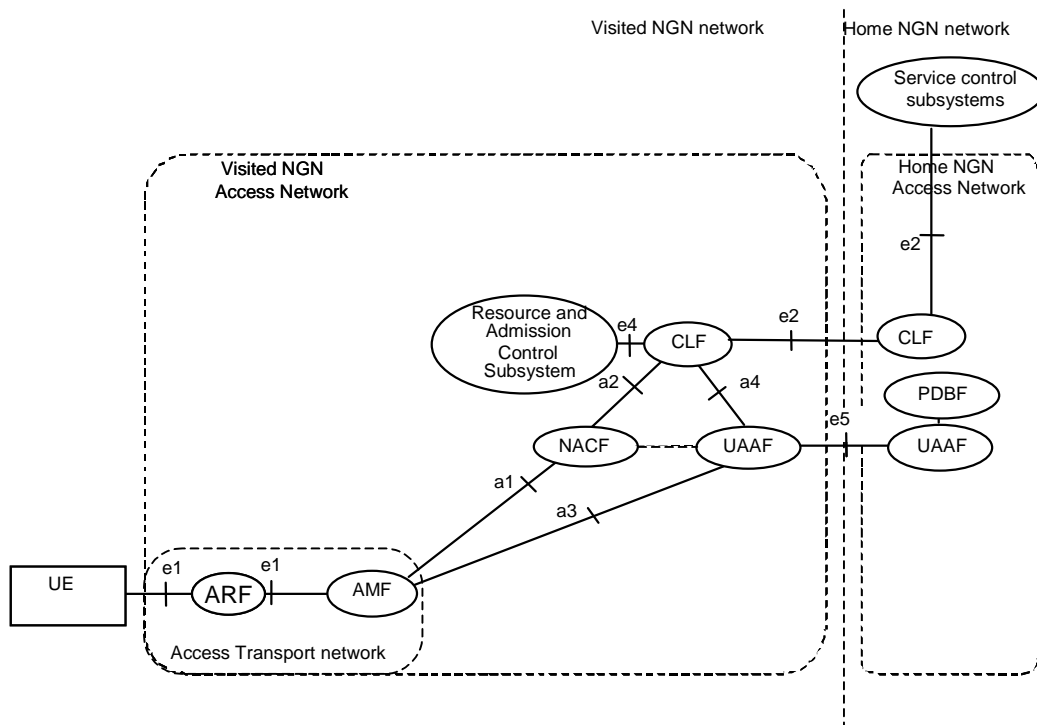 Visited NGN network
Home NGN network
Service control
subsystems
Visited NGN
Access Network
Home NGN
Access Network
e2
Resource and
Admission
Control
Subsystem
e4
CLF
e2
CLF
a2
a4
PDBF
NACF
UAAF
e5
UAAF
a1
a3
UE
e1
ARF
e1
AMF
Access Transport network